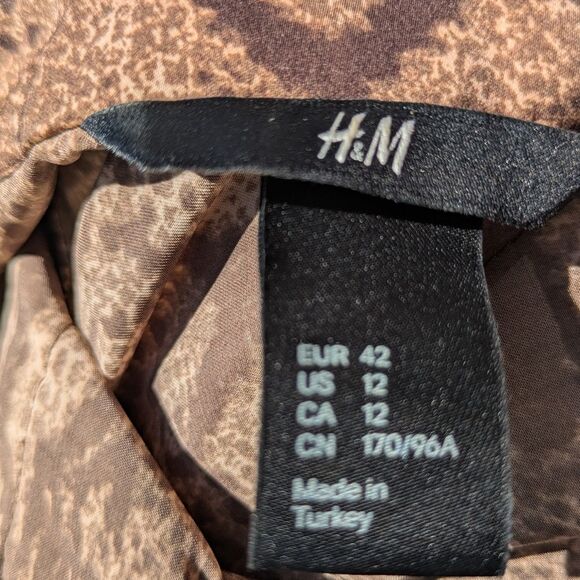 H&M
EUR 42
US 12
CA 12
CN 170/96A
Made in
Turkey